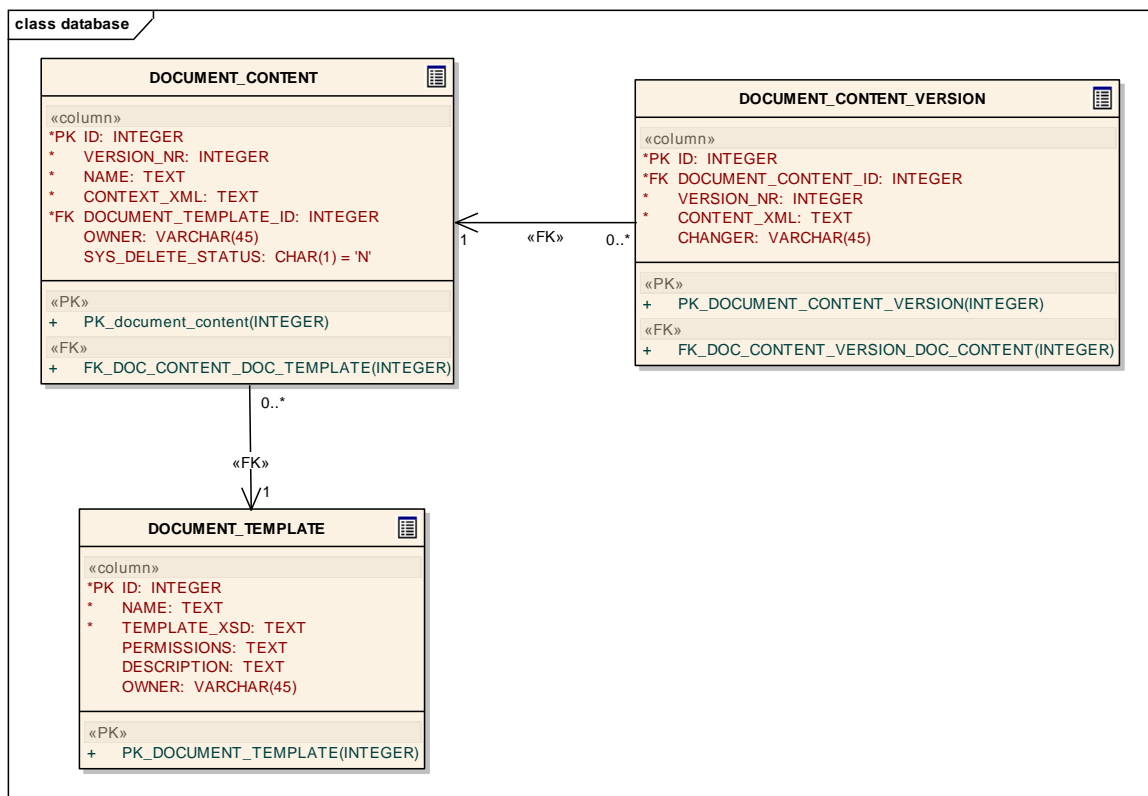 class database
DOCUMENT_CONTENT
«column»
*PK ID: INTEGER
* VERSION_NR: INTEGER
* NAME: TEXT
* CONTEXT_XML: TEXT
*FK DOCUMENT_TEMPLATE_ID: INTEGER
OWNER: VARCHAR(45)
SYS_DELETE_STATUS: CHAR(1) = 'N'
«PK»
+ PK_document_content(INTEGER)
«FK»
+ FK_DOC_CONTENT_DOC_TEMPLATE(INTEGER)
DOCUMENT_CONTENT_VERSION
«column»
*PK ID: INTEGER
*FK DOCUMENT_CONTENT_ID: INTEGER
* VERSION_NR: INTEGER
* CONTENT_XML: TEXT
CHANGER: VARCHAR(45)
«PK»
+ PK_DOCUMENT_CONTENT_VERSION(INTEGER)
«FK»
+ FK_DOC_CONTENT_VERSION_DOC_CONTENT(INTEGER)
1 «FK» 0..*
0..*
«FK»
1
DOCUMENT_TEMPLATE
«column»
*PK ID: INTEGER
* NAME: TEXT
* TEMPLATE_XSD: TEXT
PERMISSIONS: TEXT
DESCRIPTION: TEXT
OWNER: VARCHAR(45)
«PK»
+ PK_DOCUMENT_TEMPLATE(INTEGER)